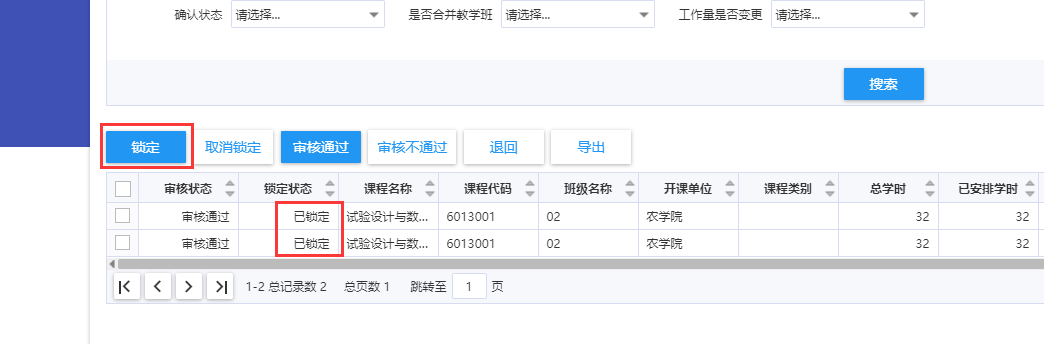 确认状态 请选择... 是否合并教学班 请选择... 工作量是否变更 请选择...
搜索
锁定 取消锁定 审核通过 审核不通过 退回 导出
审核状态 锁定状态 课程名称 课程代码 班级名称 开课单位 课程类别 总学时 已安排学时
审核通过 已锁定 试验设计与数... 6013001 02 农学院 32 32
审核通过 已锁定 试验设计与数... 6013001 02 农学院 32 32
1-2 总记录数 2 总页数 1 跳转至 1 页